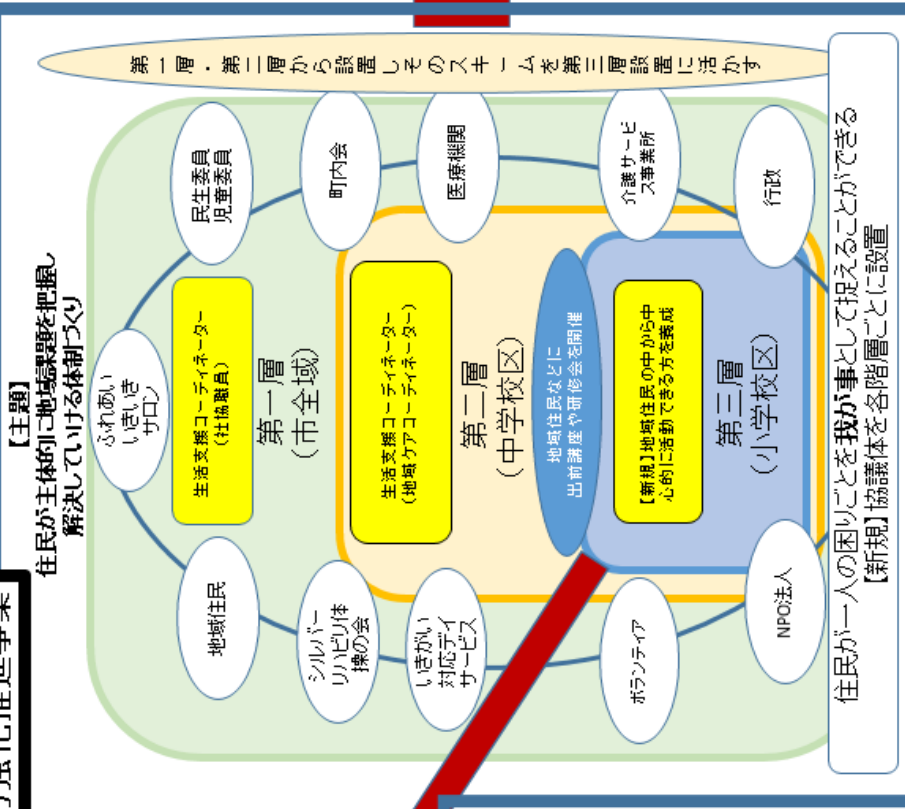 力強化推進事業
【主題】
住民が主体的に地域課題を把握し
解決していける体制づくり
第一層・第二層から設置しそのスキームを第三層設置に活かす
ふれあい
いきいき
サロン
民生委員
児童委員
町内会
医療機関
介護サービ
ス事業所
行政
地域住民
シルバー
リハビリ体
操の会
いきがい
対応デイ
サービス
ボランティア
NPO法人
生活支援コーディネーター
(社協職員)
第一層
(市全域)
生活支援コーディネーター
(地域ケアコーディネーター)
第二層
(中学校区)
地域住民などに
出前講座や研修会を開催
【新規】地域住民の中から中
心的に活動できる方を養成
第三層
(小学校区)
住民が一人の困りごとを我が事として捉えることができる
【新規】協議体を各階層ごとに設置